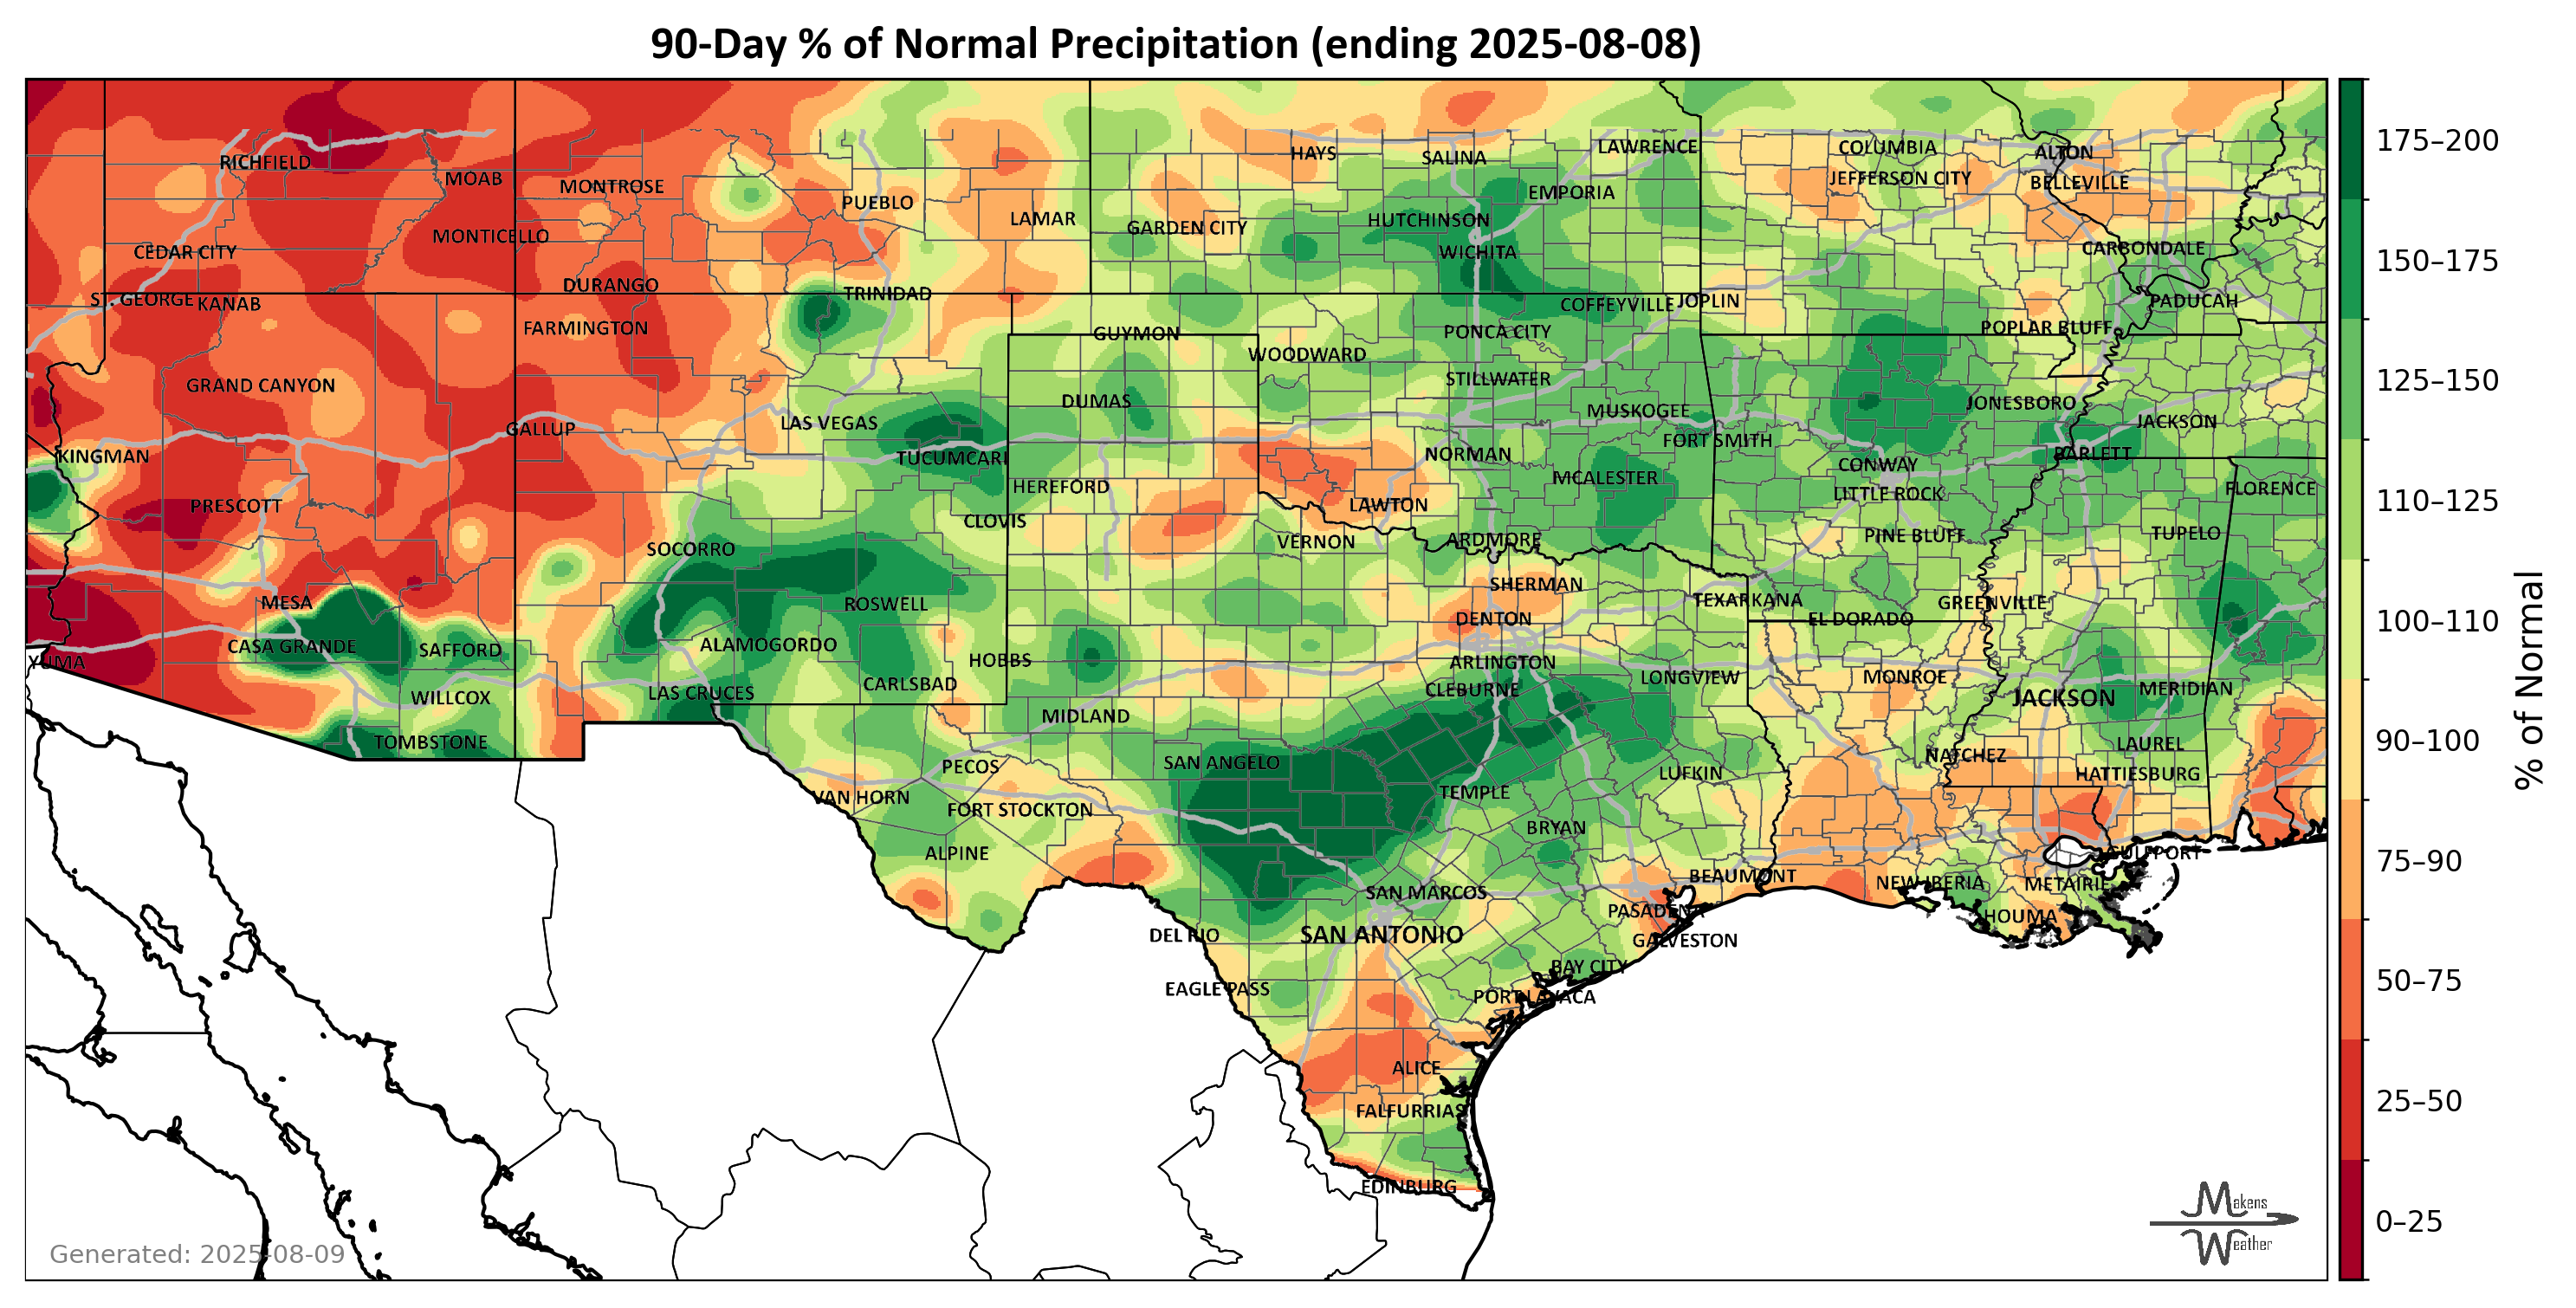 90-Day % of Normal Precipitation (ending 2025-08-08)
RICHFIELD
MOAB
MONTROSE
PUEBLO
LAMAR
HAYS
SALINA
LAWRENCE
COLUMBIA
ALTON
GARDEN CITY
HUTCHINSON
EMPORIA
JEFFERSON CITY
BELLEVILLE
CEDAR CITY
MONTICELLO
WICHITA
CARBONDALE
ST. GEORGE
KANAB
DURANGO
TRINIDAD
COFFEYVILLE
JOPLIN
PADUCAH
FARMINGTON
GUYMON
PONCA CITY
POPLAR BLUFF
WOODWARD
GRAND CANYON
STILLWATER
DUMAS
MUSKOGEE
JONESBORO
GALLUP
LAS VEGAS
FORT SMITH
JACKSON
KINGMAN
TUCUMCARI
NORMAN
CONWAY
BARLETT
HEREFORD
MCALESTER
LITTLE ROCK
FLORENCE
PRESCOTT
CLOVIS
LAWTON
SOCORRO
VERNON
ARDMORE
PINE BLUFF
TUPELO
MESA
ROSWELL
SHERMAN
TEXARKANA
GREENVILLE
DENTON
EL DORADO
CASA GRANDE
SAFFORD
ALAMOGORDO
HOBBS
ARLINGTON
YUMA
WILLCOX
LAS CRUCES
CARLSBAD
CLEBURNE
LONGVIEW
MONROE
JACKSON
MERIDIAN
TOMBSTONE
MIDLAND
NATCHEZ
LAUREL
PECOS
SAN ANGELO
LUFKIN
HATTIESBURG
VAN HORN
FORT STOCKTON
TEMPLE
BRYAN
ALPINE
GULFPORT
SAN MARCOS
BEAUMONT
NEW IBERIA
METAIRIE
PASADENA
HOUMA
DEL RIO
SAN ANTONIO
GALVESTON
BAY CITY
EAGLE PASS
PORT LAVACA
ALICE
FALFURRIAS
EDINBURG
Generated: 2025-08-09
Makens
Weather
175–200
150–175
125–150
110–125
100–110
90–100
75–90
50–75
25–50
0–25
% of Normal